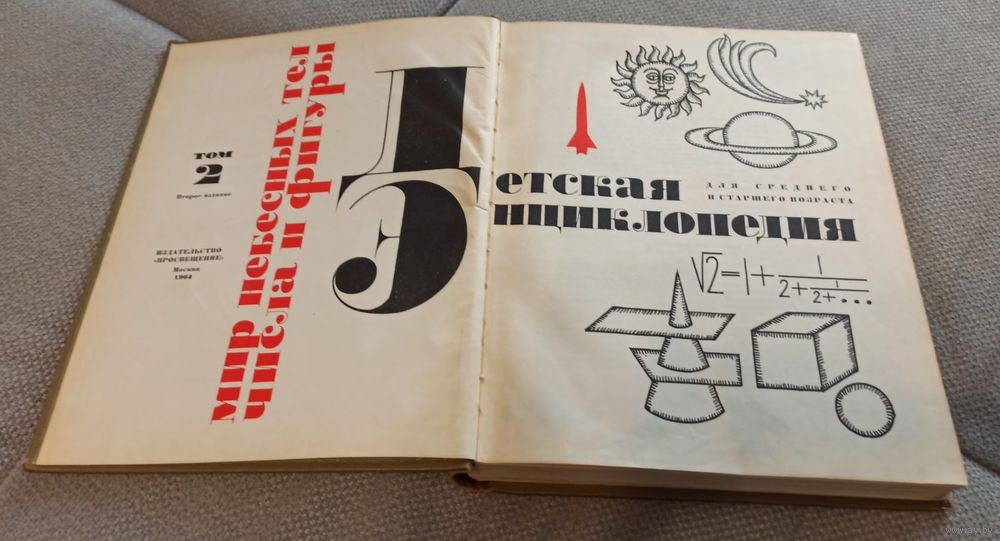 том
2
Второе издание
ИЗДАТЕЛЬСТВО
«ПРОСВЕЩЕНИЕ»
Москва
1964
мир небесных тел
числа и фигуры
Детская
Энциклопедия
ДЛЯ СРЕДНЕГО
И СТАРШЕГО ВОЗРАСТА
√2=1+1/(2+1/(2+...